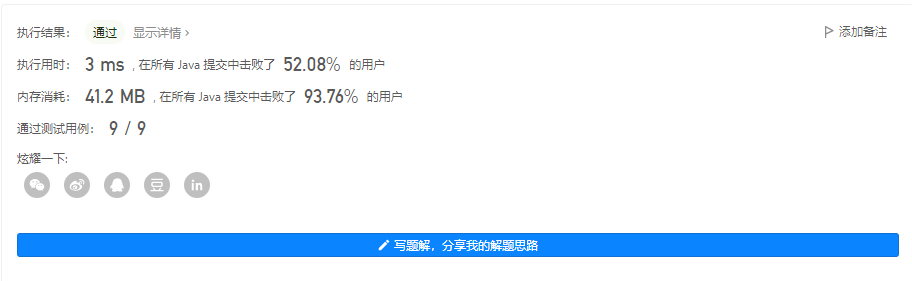 执行结果： 通过 显示详情 › 添加备注
执行用时： 3 ms , 在所有 Java 提交中击败了 52.08% 的用户
内存消耗： 41.2 MB , 在所有 Java 提交中击败了 93.76% 的用户
通过测试用例： 9 / 9
炫耀一下:
豆 in
写题解，分享我的解题思路